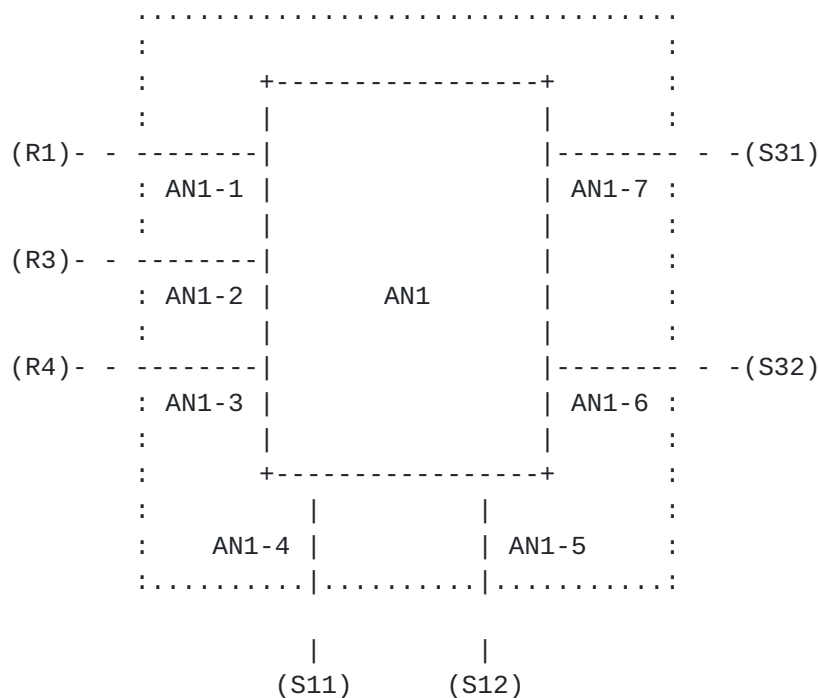 (R1) (S31)
AN1-1 AN1-7
(R3)
AN1-2 AN1
(R4) (S32)
AN1-3 AN1-6
AN1-4 AN1-5
(S11) (S12)